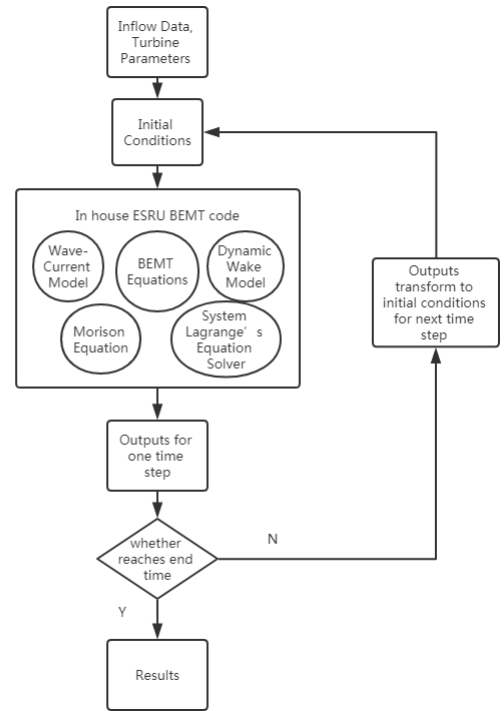 Inflow Data,
Turbine
Parameters
Initial
Conditions
In house ESRU BEMT code
Wave-
Current
Model
BEMT
Equations
Dynamic
Wake
Model
Morison
Equation
System
Lagrange’s
Equation
Solver
Outputs
transform to
initial conditions
for next time
step
Outputs for
one time
step
whether
reaches end
time
N
Y
Results